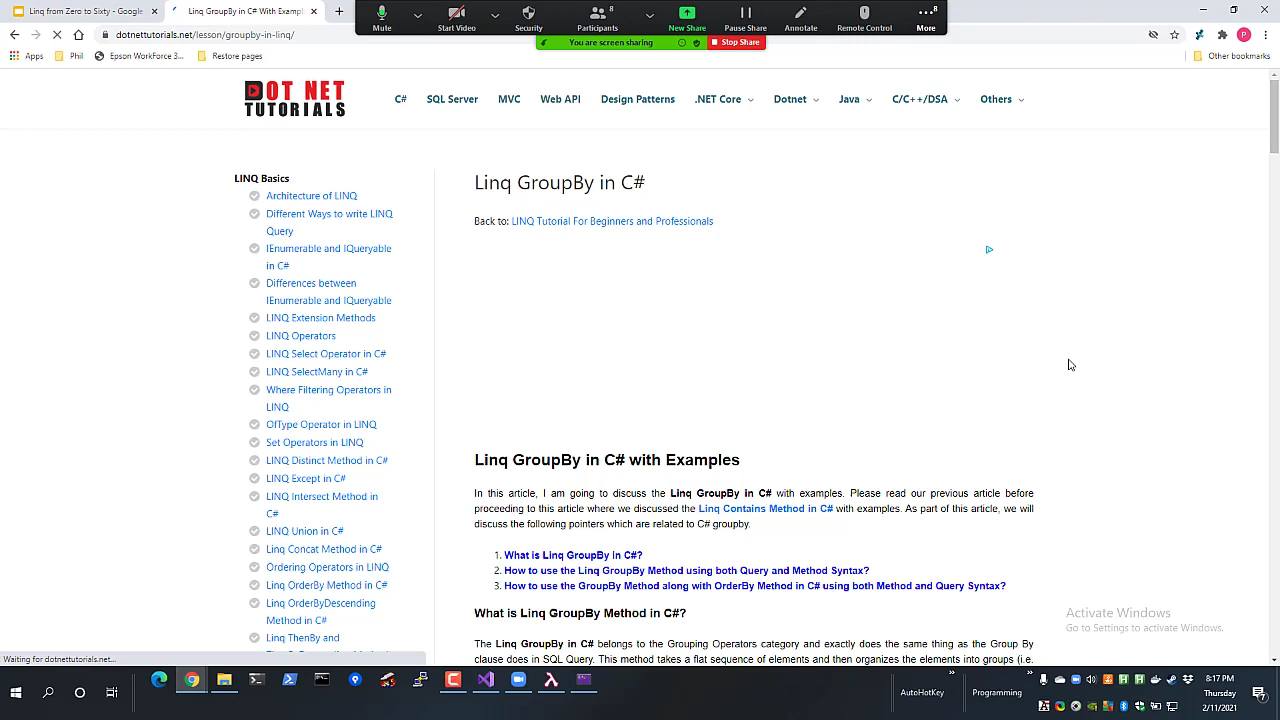 Linq from Zero to Sixty - Google
Linq GroupBy in C# With Exampl
Mute
Start Video
Security
8
Participants
New Share
Pause Share
Annotate
Remote Control
8
More
You are screen sharing
Stop Share
dotnettutorials.net/lesson/groupby-in-linq/
P
Apps
Phil
Epson WorkForce 3...
Restore pages
Other bookmarks
DOT NET
TUTORIALS
C#
SQL Server
MVC
Web API
Design Patterns
.NET Core
Dotnet
Java
C/C++/DSA
Others
LINQ Basics
Architecture of LINQ
Different Ways to write LINQ
Query
IEnumerable and IQueryable
in C#
Differences between
IEnumerable and IQueryable
LINQ Extension Methods
LINQ Operators
LINQ Select Operator in C#
LINQ SelectMany in C#
Where Filtering Operators in
LINQ
OfType Operator in LINQ
Set Operators in LINQ
LINQ Distinct Method in C#
LINQ Except in C#
LINQ Intersect Method in
C#
LINQ Union in C#
Linq Concat Method in C#
Ordering Operators in LINQ
Linq OrderBy Method in C#
Linq OrderByDescending
Method in C#
Linq ThenBy and
Linq GroupBy in C#
Back to: LINQ Tutorial For Beginners and Professionals
Linq GroupBy in C# with Examples
In this article, I am going to discuss the Linq GroupBy in C# with examples. Please read our previous article before
proceeding to this article where we discussed the Linq Contains Method in C# with examples. As part of this article, we will
discuss the following pointers which are related to C# groupby.
1. What is Linq GroupBy in C#?
2. How to use the Linq GroupBy Method using both Query and Method Syntax?
3. How to use the GroupBy Method along with OrderBy Method in C# using both Method and Query Syntax?
What is Linq GroupBy Method in C#?
The Linq GroupBy in C# belongs to the Grouping Operators category and exactly does the same thing as the Group By
clause does in SQL Query. This method takes a flat sequence of elements and then organizes the elements into groups (i.e.
Activate Windows
Go to Settings to activate Windows.
Waiting for dotnettutorials.net...
AutoHotKey
Programming
8:17 PM
Thursday
2/11/2021